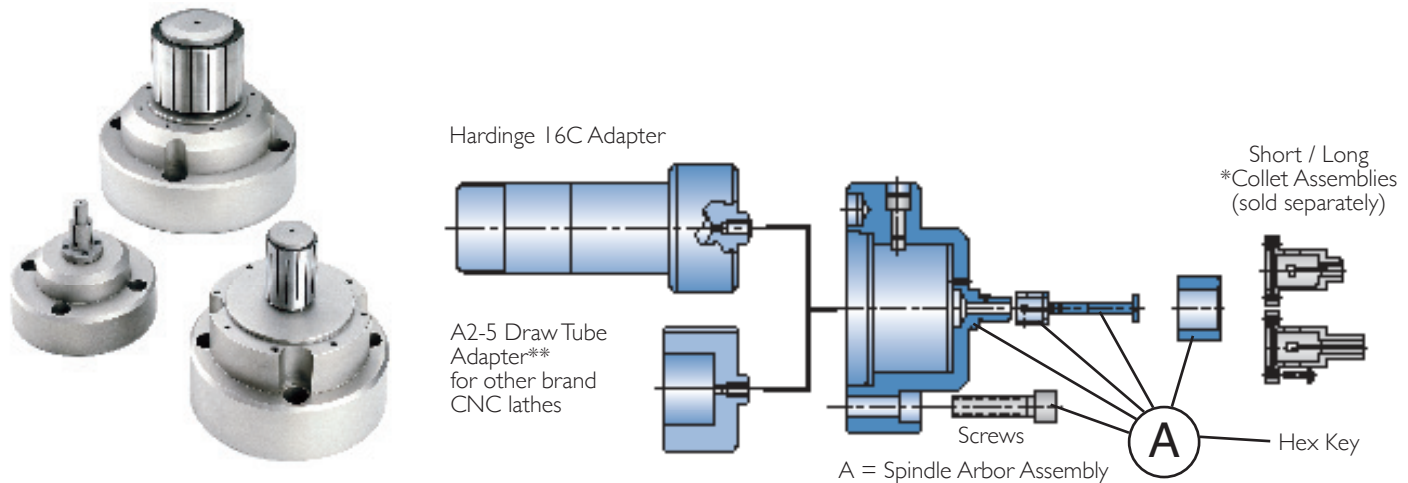 Hardinge 16C Adapter
Short / Long
*Collet Assemblies
(sold separately)
A2-5 Draw Tube
Adapter**
for other brand
CNC lathes
Screws
A
Hex Key
A = Spindle Arbor Assembly